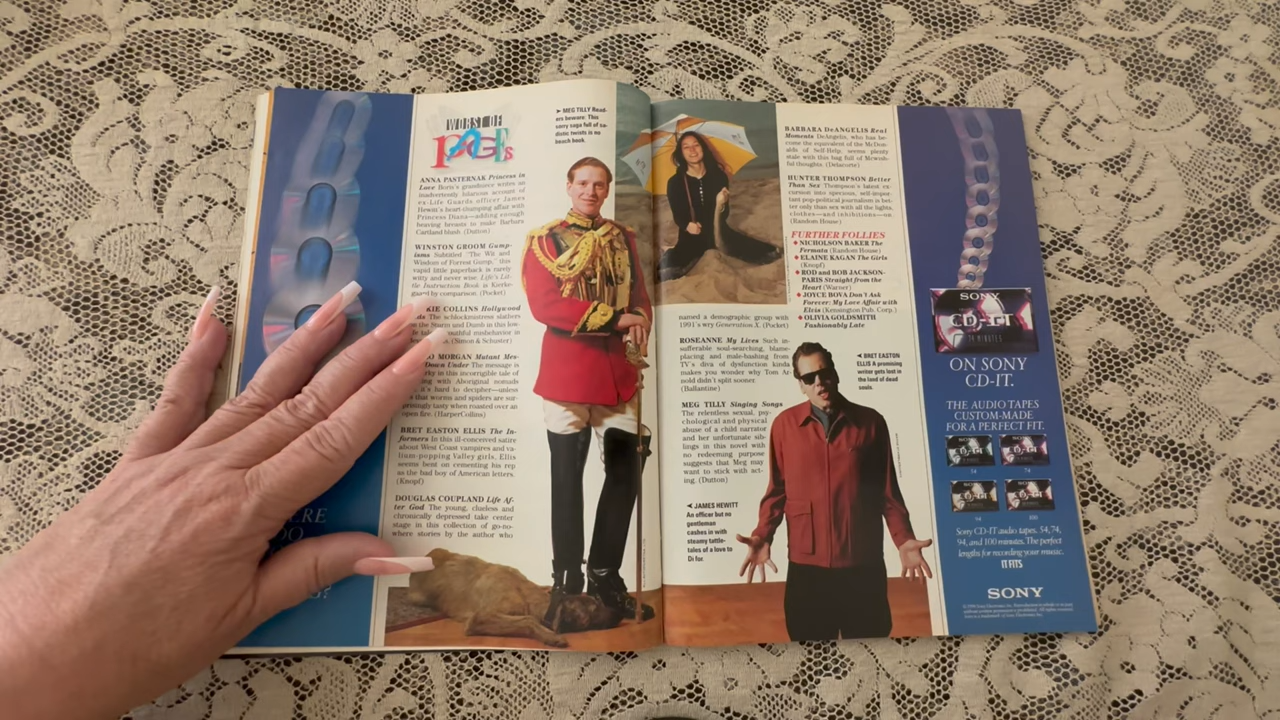 WORST OF
PAGES
ANNA PASTERNAK Princess in
Love Boris's grandniece writes an
inadvertently hilarious account of
ex-Life Guards officer James
Hewitt's heart-thumping affair with
Princess Diana—adding enough
heaving breasts to make Barbara
Cartland blush. (Dutton)
WINSTON GROOM Gump-
isms Subtitled "The Wit and
Wisdom of Forrest Gump," this
vapid little paperback is rarely
witty and never wise. Life's Lit-
tle Instruction Book is Kierke-
gaard by comparison. (Pocket)
KIE COLLINS Hollywood
The schlockmistress slathers
on the Sturm and Dumb in this low-
youthful misbehavior in
(Simon & Schuster)
MORGAN Mutant Mes-
Down Under The message is
in this incorrigible tale of
with Aboriginal nomads
hard to decipher—unless
that worms and spiders are sur-
prisingly tasty when roasted over an
open fire. (HarperCollins)
BRET EASTON ELLIS The In-
formers In this ill-conceived satire
about West Coast vampires and va-
lium-popping Valley girls, Ellis
seems bent on cementing his rep
as the bad boy of American letters.
(Knopf)
DOUGLAS COUPLAND Life Af-
ter God The young, clueless and
chronically depressed take center
stage in this collection of go-no-
where stories by the author who
➤ MEG TILLY Read-
ers beware: This
sorry saga full of sa-
distic twists is no
beach book.
named a demographic group with
1991's wry Generation X. (Pocket)
ROSEANNE My Lives Such in-
sufferable soul-searching, blame-
placing and male-bashing from
TV's diva of dysfunction kinda
makes you wonder why Tom Ar-
nold didn't split sooner.
(Ballantine)
MEG TILLY Singing Songs
The relentless sexual, psy-
chological and physical
abuse of a child narrator
and her unfortunate sib-
lings in this novel with
no redeeming purpose
suggests that Meg may
want to stick with act-
ing. (Dutton)
◄ JAMES HEWITT
An officer but no
gentleman
cashes in with
steamy tattle-
tales of a love to
Di for.
BARBARA DeANGELIS Real
Moments DeAngelis, who has be-
come the equivalent of the McDon-
alds of Self-Help, seems plenty
stale with this bag full of Mcwish-
ful thoughts. (Delacorte)
HUNTER THOMPSON Better
Than Sex Thompson's latest ex-
cursion into specious, self-impor-
tant pop-political journalism is bet-
ter only than sex with all the lights,
clothes—and inhibitions—on.
(Random House)
FURTHER FOLLIES
◆ NICHOLSON BAKER The
Fermata (Random House)
◆ ELAINE KAGAN The Girls
(Knopf)
◆ ROD and BOB JACKSON-
PARIS Straight from the
Heart (Warner)
◆ JOYCE BOVA Don't Ask
Forever: My Love Affair with
Elvis (Kensington Pub. Corp.)
◆ OLIVIA GOLDSMITH
Fashionably Late
◄ BRET EASTON
ELLIS A promising
writer gets lost in
the land of dead
souls.
SONY
CD-IT
74 MINUTES
ON SONY
CD-IT.
THE AUDIO TAPES
CUSTOM-MADE
FOR A PERFECT FIT.
54 74
94 100
Sony CD-IT audio tapes. 54, 74,
94, and 100 minutes. The perfect
lengths for recording your music.
IT FITS
SONY